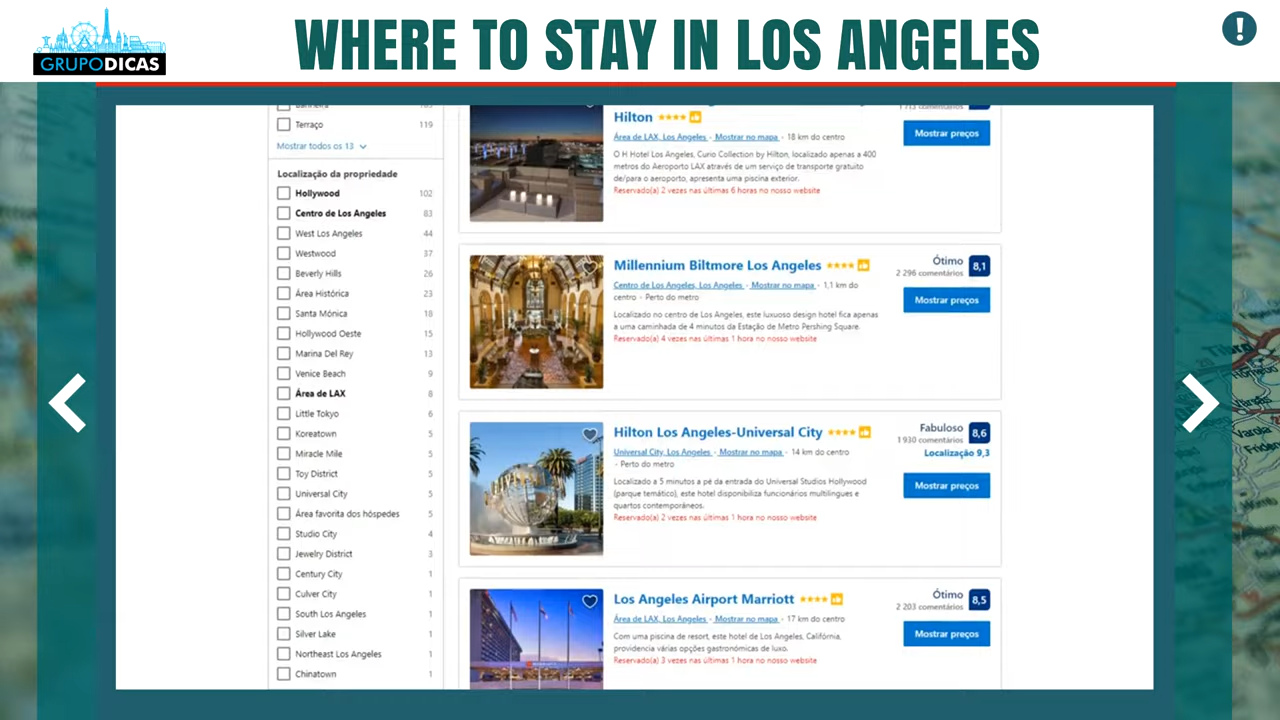 GRUPODICAS
WHERE TO STAY IN LOS ANGELES
Terraço 119
Mostrar todos os 13
Localização da propriedade
Hollywood 102
Centro de Los Angeles 83
West Los Angeles 44
Westwood 37
Beverly Hills 26
Área Histórica 23
Santa Mónica 18
Hollywood Oeste 15
Marina Del Rey 13
Venice Beach 9
Área de LAX 8
Little Tokyo 6
Koreatown 5
Miracle Mile 5
Toy District 5
Universal City 5
Área favorita dos hóspedes 5
Studio City 4
Jewelry District 3
Century City 1
Culver City 1
South Los Angeles 1
Silver Lake 1
Northeast Los Angeles 1
Chinatown 1
Hilton
Mostrar preços
Área de LAX, Los Angeles - Mostrar no mapa - 18 km do centro
O H Hotel Los Angeles, Curio Collection by Hilton, localizado apenas a 400
metros do Aeroporto LAX através de um serviço de transporte gratuito
de/para o aeroporto, apresenta uma piscina exterior.
Reservado(a) 2 vezes nas últimas 6 horas no nosso website
Millennium Biltmore Los Angeles
Ótimo
2 296 comentários
8,1
Centro de Los Angeles, Los Angeles - Mostrar no mapa - 1,1 km do
centro - Perto do metro
Mostrar preços
Localizado no centro de Los Angeles, este luxuoso design hotel fica apenas
a uma caminhada de 4 minutos da Estação de Metro Pershing Square.
Reservado(a) 4 vezes nas últimas 1 hora no nosso website
Hilton Los Angeles-Universal City
Fabuloso
1 930 comentários
8,6
Localização 9,3
Universal City, Los Angeles - Mostrar no mapa - 14 km do centro
- Perto do metro
Mostrar preços
Localizado a 5 minutos a pé da entrada do Universal Studios Hollywood
(parque temático), este hotel disponibiliza funcionários multilingues e
quartos contemporâneos.
Reservado(a) 2 vezes nas últimas 1 hora no nosso website
Los Angeles Airport Marriott
Ótimo
2 203 comentários
8,5
Área de LAX, Los Angeles - Mostrar no mapa - 17 km do centro
Mostrar preços
Com uma piscina de resort, este hotel de Los Angeles, Califórnia,
providencia várias opções gastronómicas de luxo.
Reservado(a) 3 vezes nas últimas 1 hora no nosso website